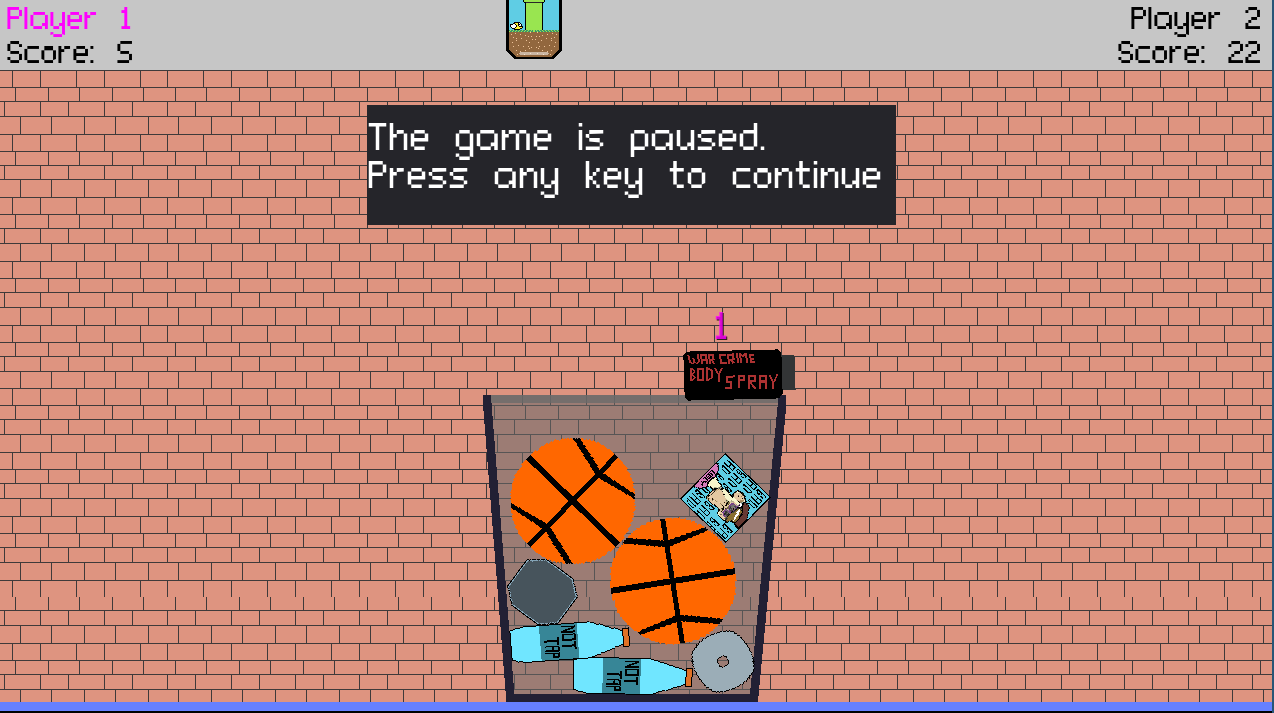 Player 1
Score: 5
Player 2
Score: 22
The game is paused.
Press any key to continue
1
WAR CRIME
BODY SPRAY
NOT
TAP
NOT
TAP